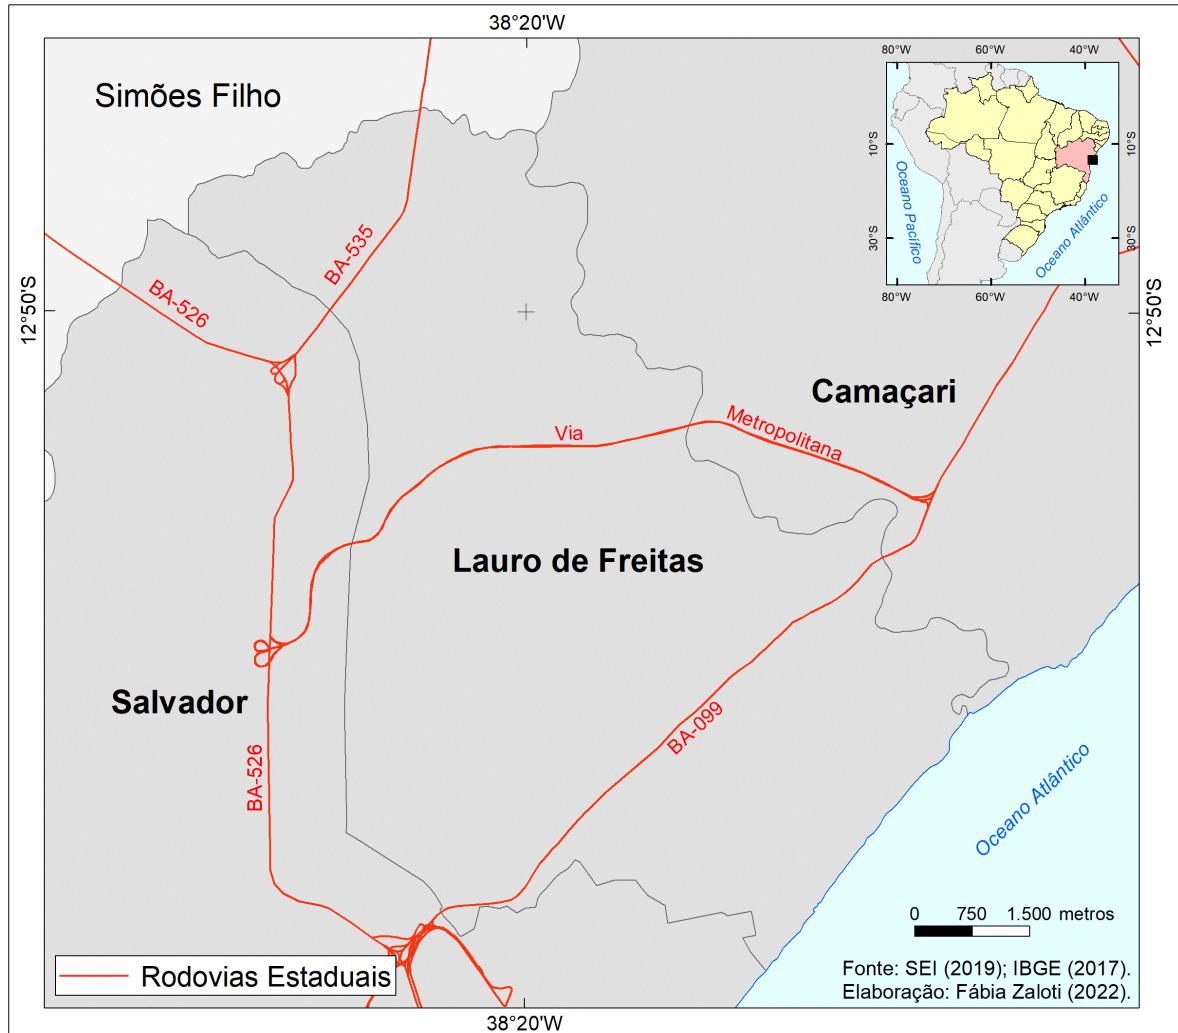 38°20'W
Simões Filho
80°W
60°W
40°W
10°S
10°S
Oceano Pacífico
Oceano Atlântico
30°S
30°S
80°W
60°W
40°W
BA-535
BA-526
12°50'S
12°50'S
Camaçari
Via
Metropolitana
Lauro de Freitas
Salvador
BA-099
BA-526
Oceano Atlântico
0 750 1.500 metros
Rodovias Estaduais
Fonte: SEI (2019); IBGE (2017).
Elaboração: Fábia Zaloti (2022).
38°20'W